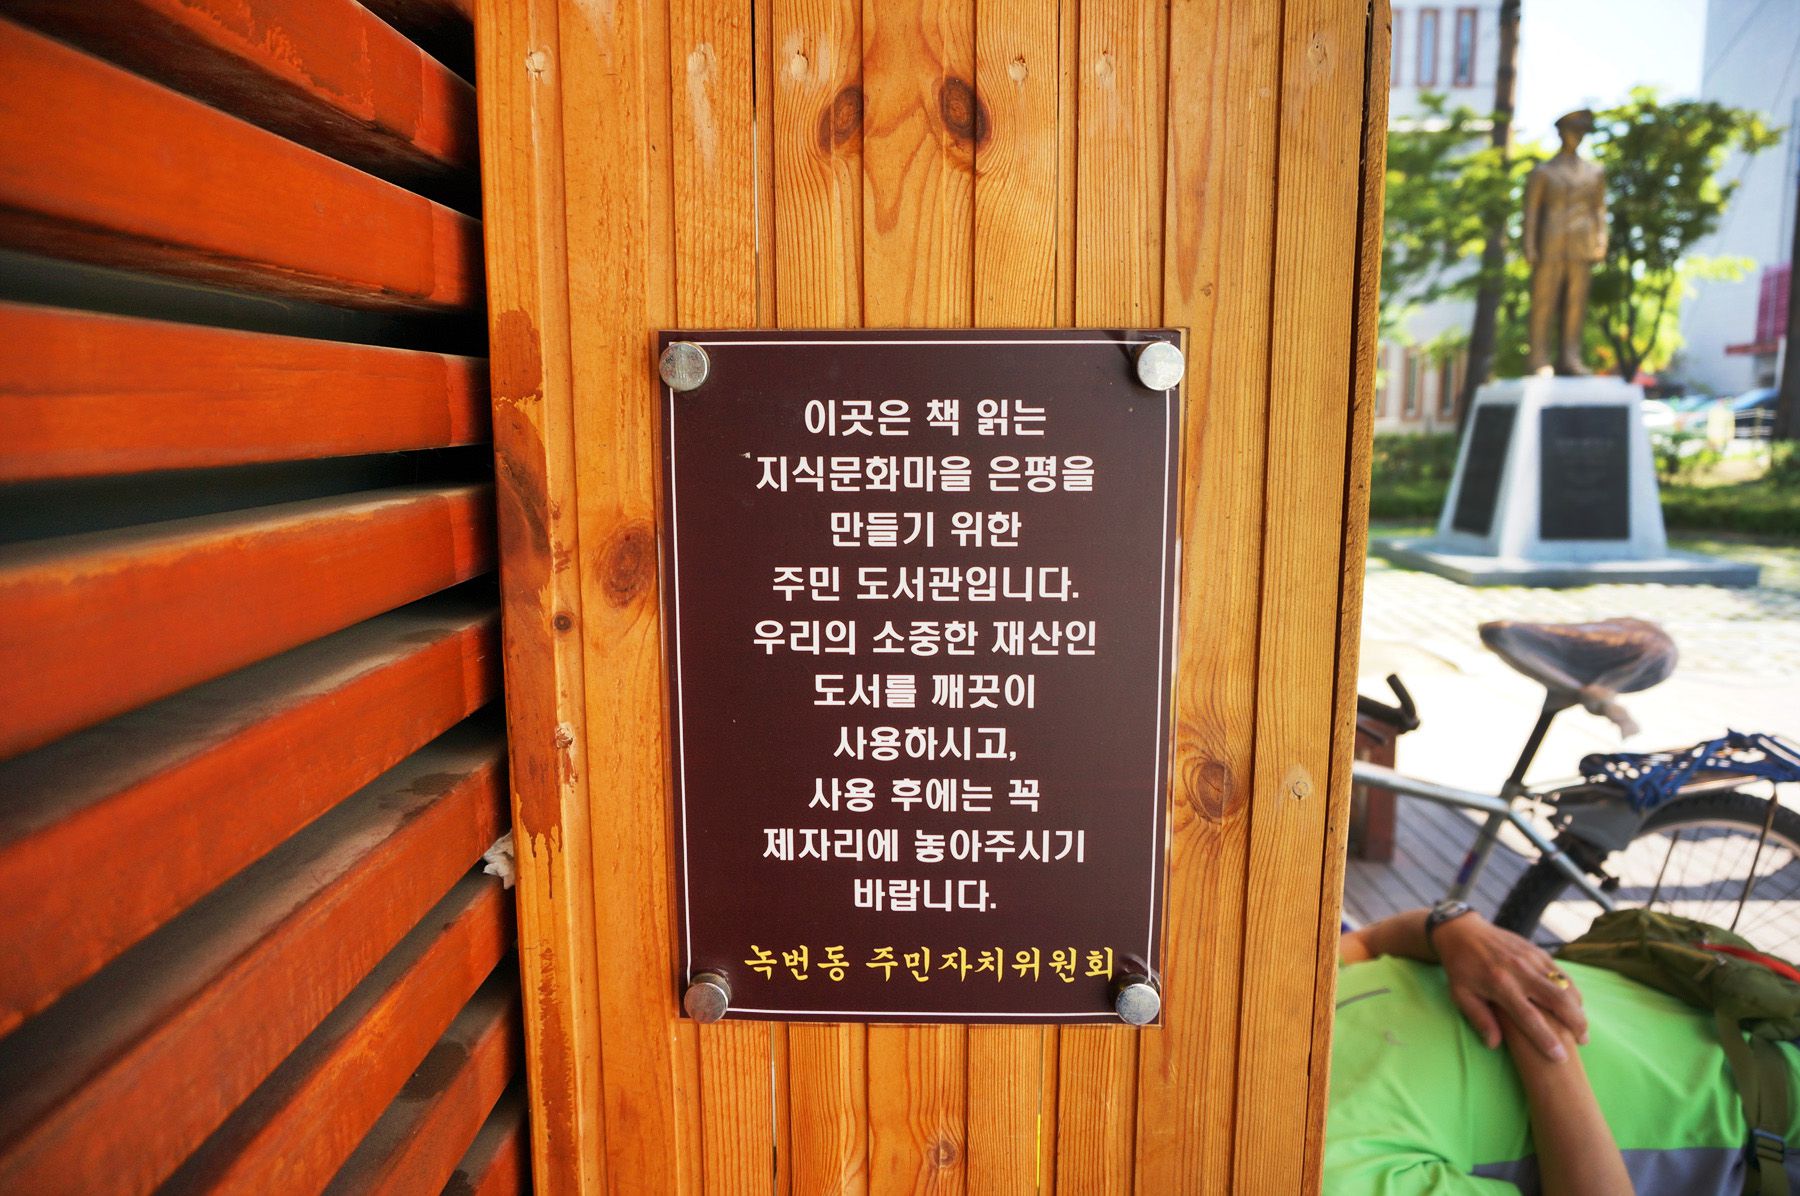 이곳은 책 읽는
지식문화마을 은평을
만들기 위한
주민 도서관입니다.
우리의 소중한 재산인
도서를 깨끗이
사용하시고,
사용 후에는 꼭
제자리에 놓아주시기
바랍니다.
녹번동 주민자치위원회